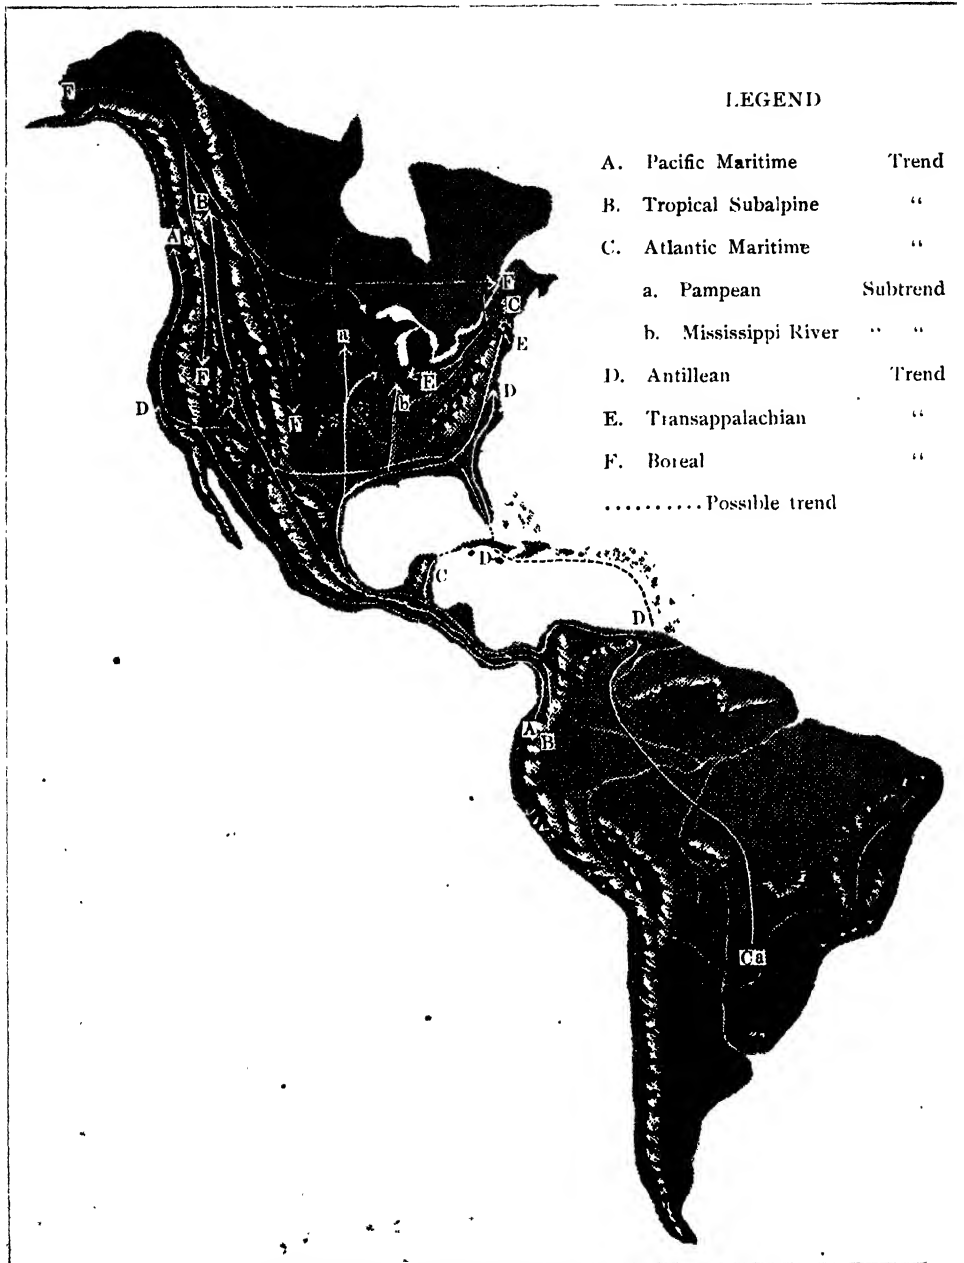 LEGEND
A. Pacific Maritime Trend
B. Tropical Subalpine “
C. Atlantic Maritime “
a. Pampean Subtrend
b. Mississippi River “ “
D. Antillean Trend
E. Transappalachian “
F. Boreal “
.......... Possible trend
F
B
A
F
C
a
E
F
E
D
b
D
F
D
C
D
A
B
Ca